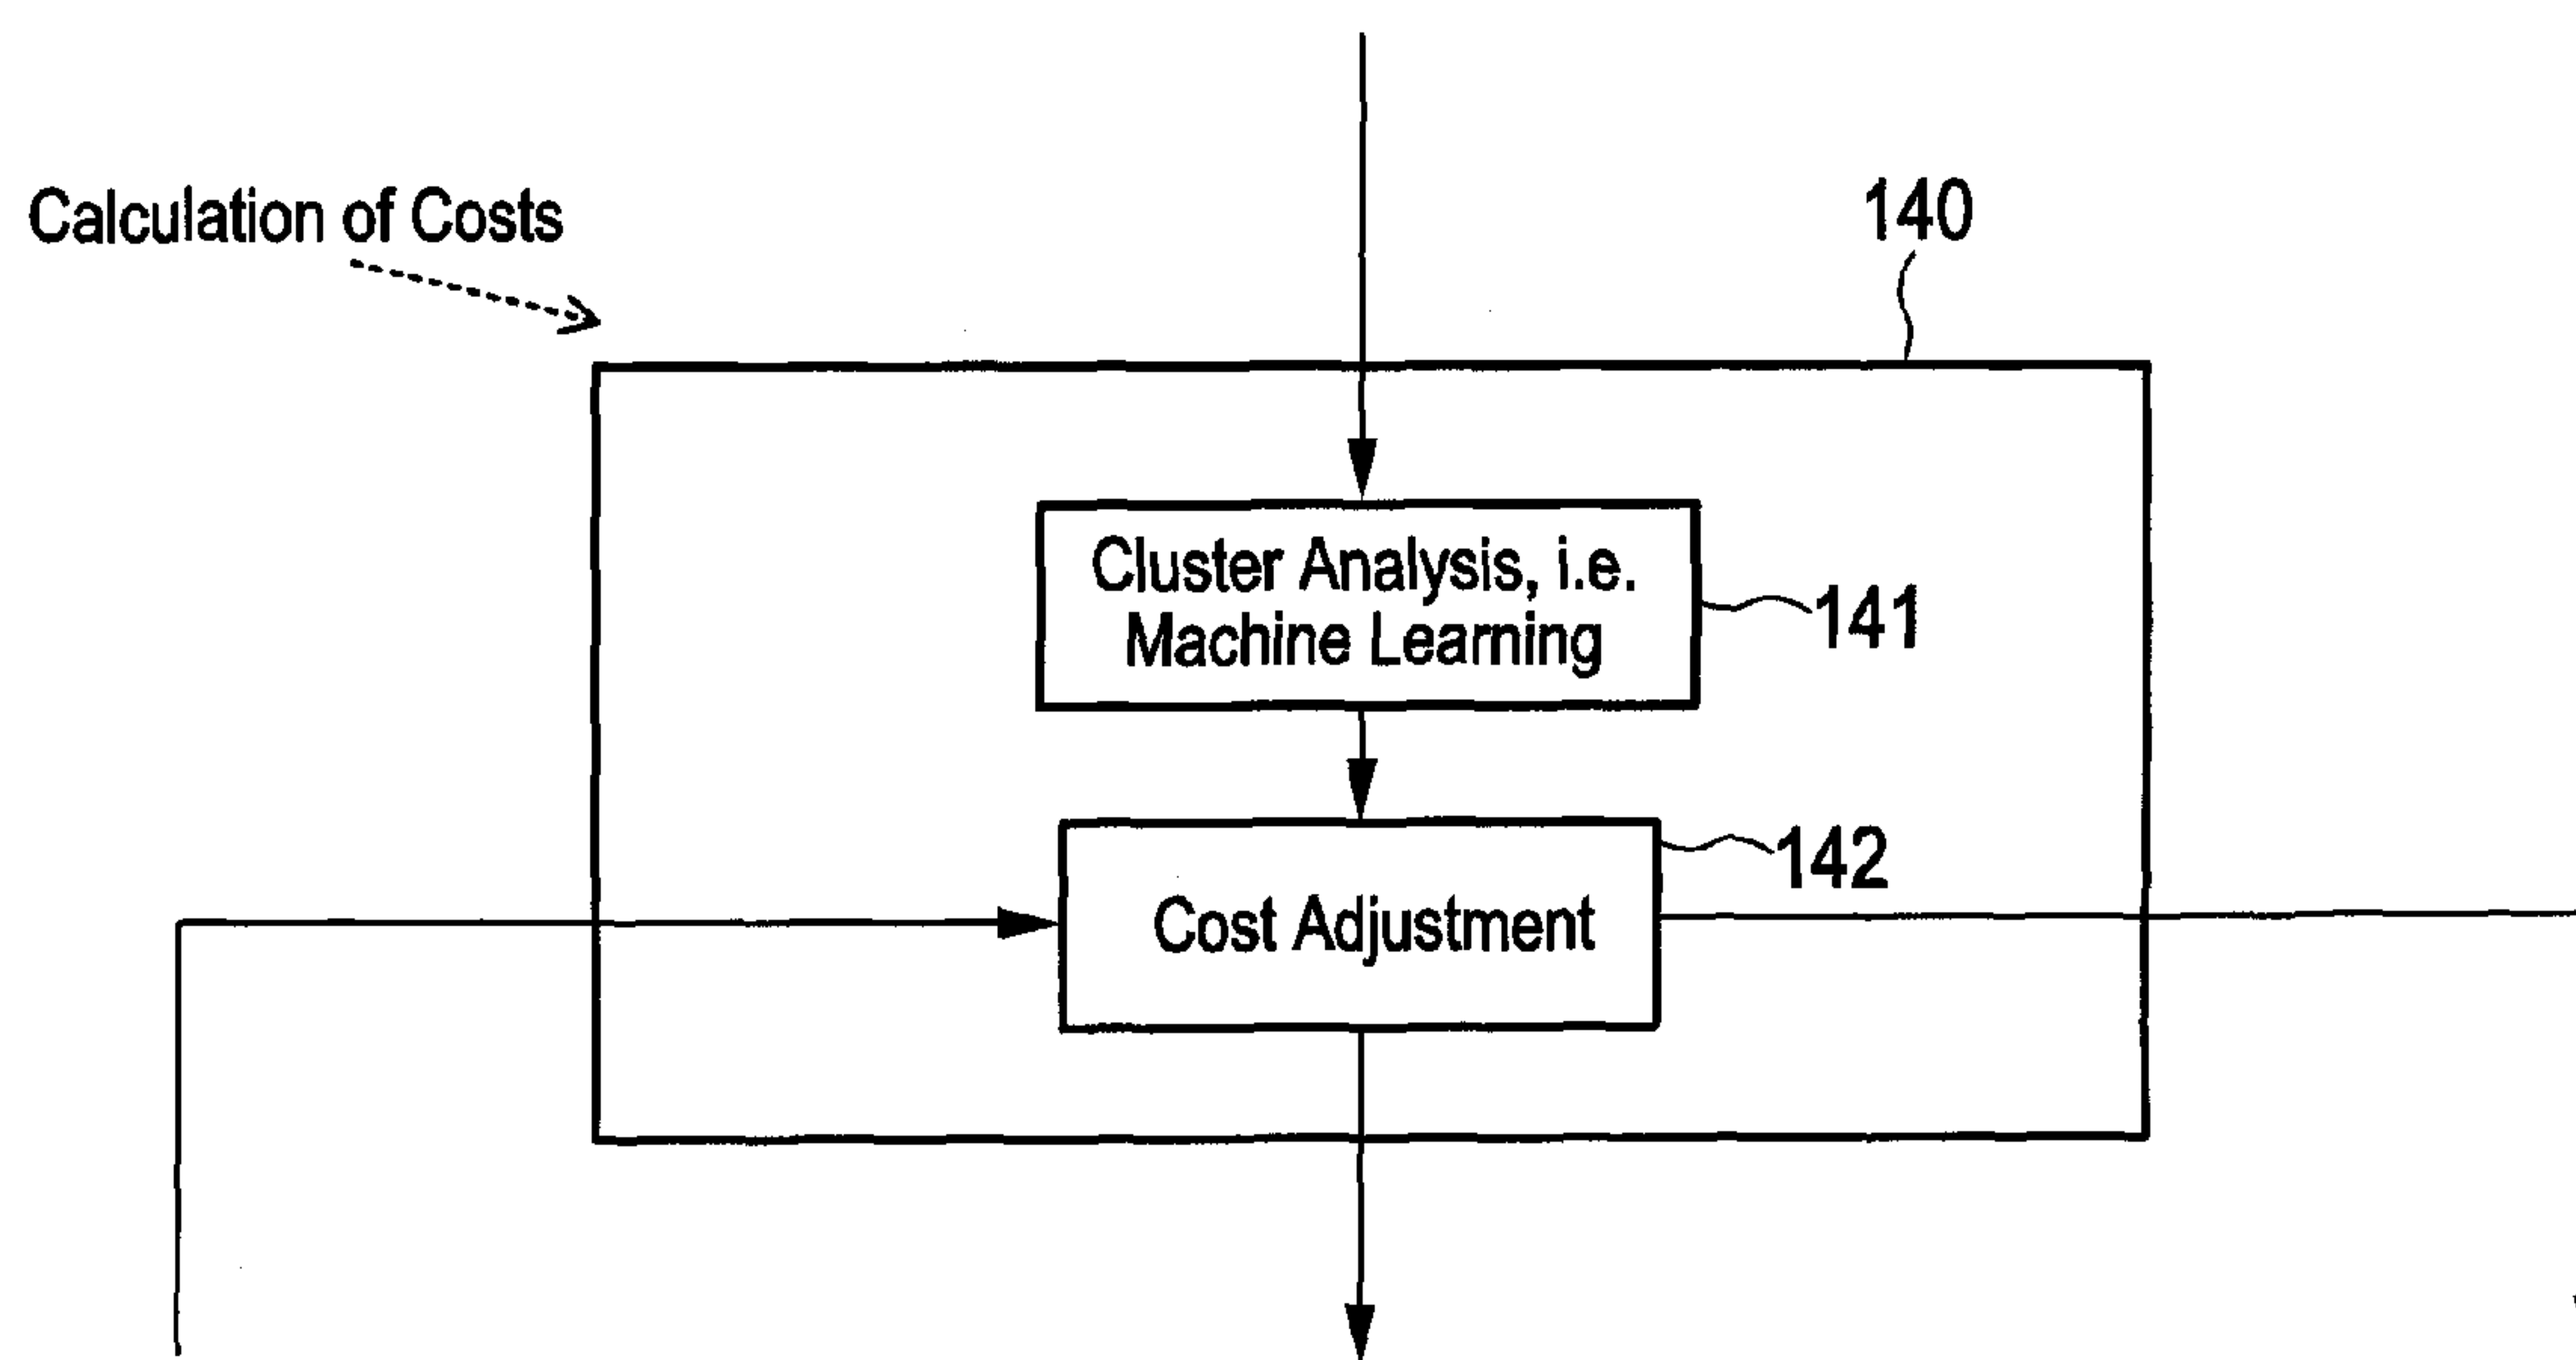 Calculation of Costs
140
Cluster Analysis, i.e.
Machine Learning
141
142
Cost Adjustment